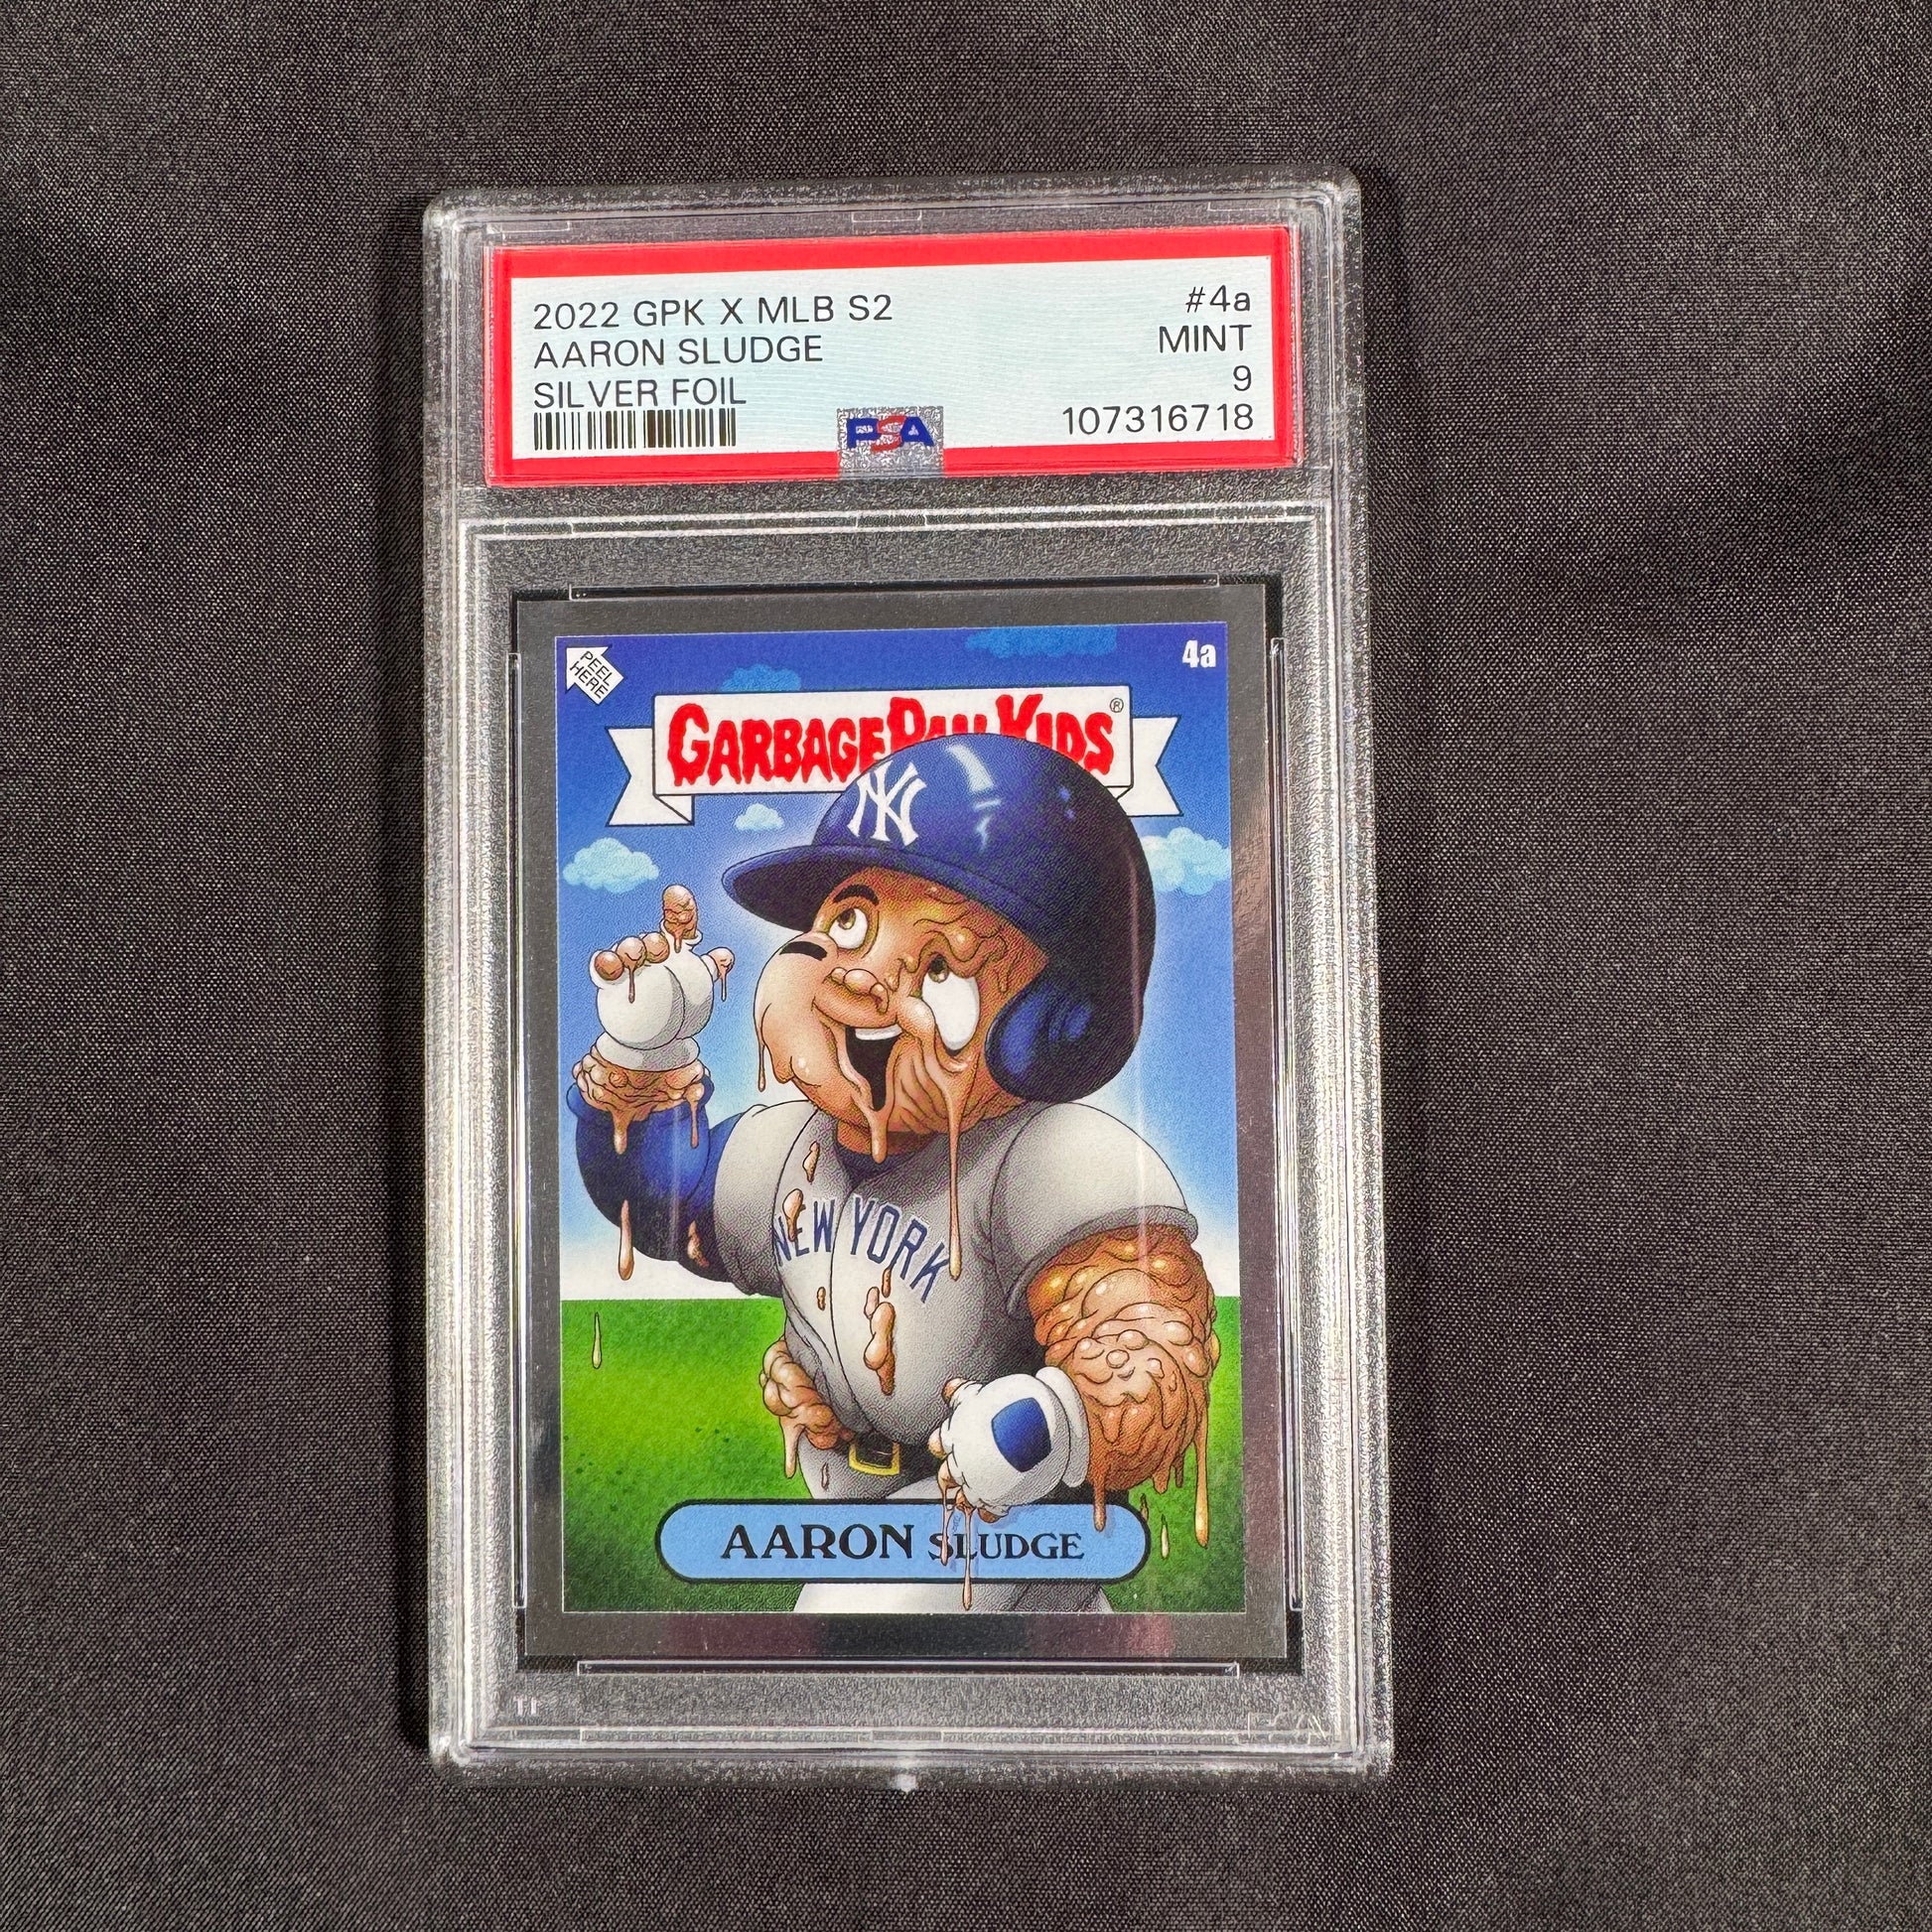 2022 GPK X MLB S2
#4a
AARON SLUDGE
MINT
SILVER FOIL
9
PSA
107316718
PEEL HERE
4a
GARBAGE PAIL KIDS®
NY
NEW YORK
AARON SLUDGE